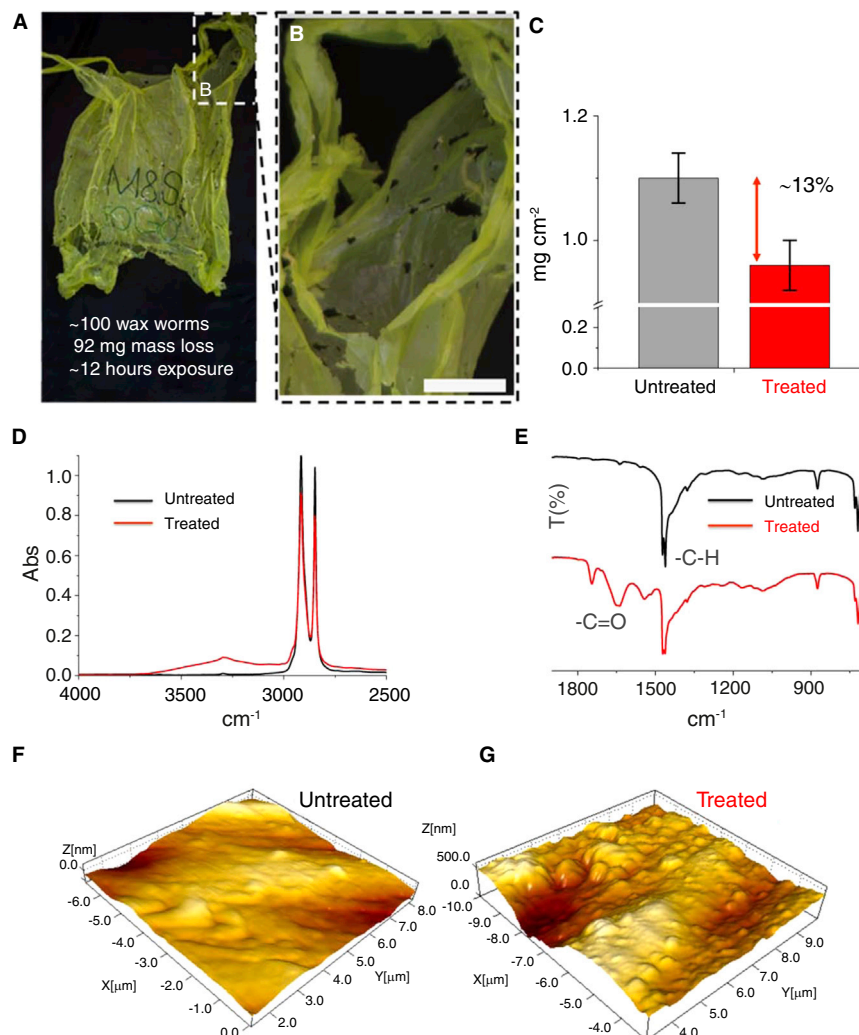 A
B
M&S
~100 wax worms
92 mg mass loss
~12 hours exposure
B
C
1.2
1.0
0.2
0.0
mg cm⁻²
~13%
Untreated
Treated
D
1.0
0.8
0.6
0.4
0.2
0.0
Abs
Untreated
Treated
4000
3500
3000
2500
cm⁻¹
E
T(%)
Untreated
Treated
-C-H
-C=O
1800
1500
1200
900
cm⁻¹
F
Untreated
Z[nm]
0.0
-6.0
-5.0
-4.0
-3.0
-2.0
-1.0
0.0
X[µm]
2.0
3.0
4.0
5.0
6.0
7.0
8.0
Y[µm]
G
Treated
Z[nm]
500.0
0.0
-10.0
-9.0
-8.0
-7.0
-6.0
-5.0
-4.0
X[µm]
4.0
5.0
6.0
7.0
8.0
9.0
Y[µm]